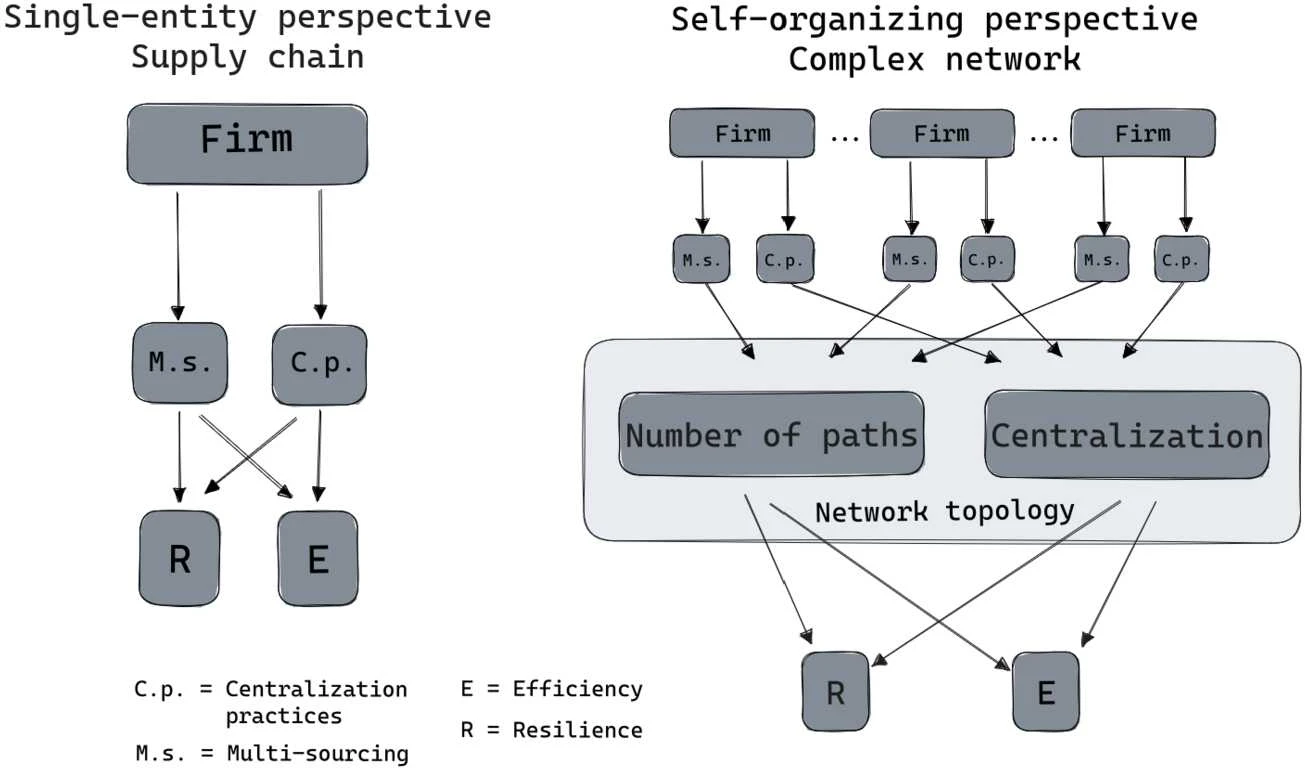 Single-entity perspective
Supply chain
Firm
M.s.
C.p.
R
E
Self-organizing perspective
Complex network
Firm ... Firm ... Firm
M.s. C.p. M.s. C.p. M.s. C.p.
Number of paths
Centralization
Network topology
R
E
C.p. = Centralization
practices
M.s. = Multi-sourcing
E = Efficiency
R = Resilience